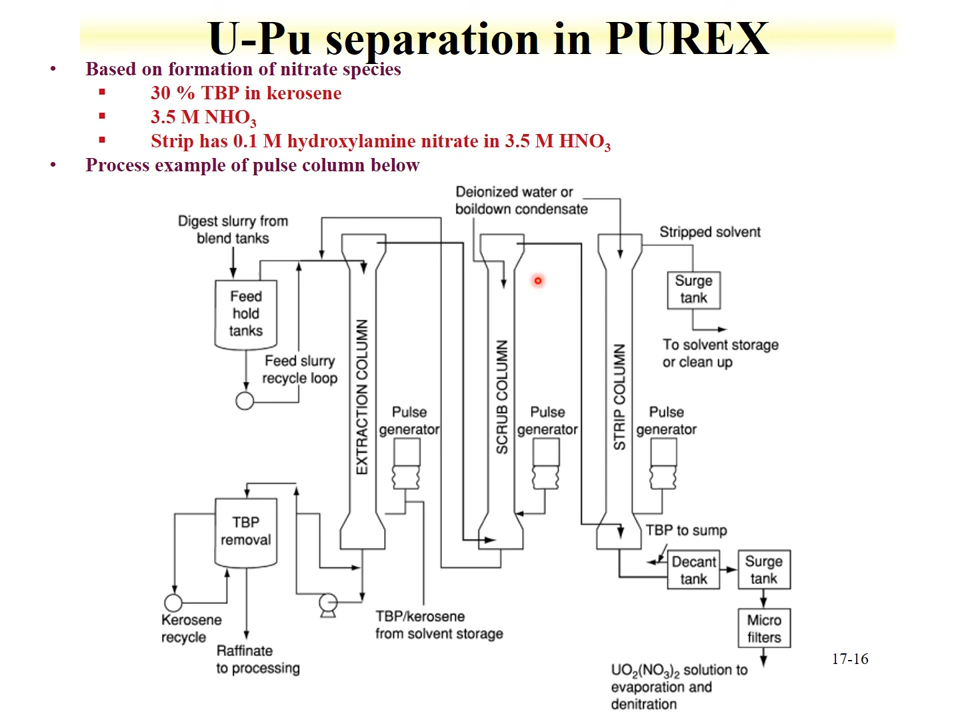 U-Pu separation in PUREX
• Based on formation of nitrate species
▪ 30 % TBP in kerosene
▪ 3.5 M NHO3
▪ Strip has 0.1 M hydroxylamine nitrate in 3.5 M HNO3
• Process example of pulse column below
Deionized water or
boildown condensate
Digest slurry from
blend tanks
Stripped solvent
Feed
hold
tanks
Surge
tank
To solvent storage
or clean up
Feed slurry
recycle loop
EXTRACTION COLUMN
SCRUB COLUMN
STRIP COLUMN
Pulse
generator
Pulse
generator
Pulse
generator
TBP
removal
TBP to sump
Decant
tank
Surge
tank
Kerosene
recycle
TBP/kerosene
from solvent storage
Micro
filters
Raffinate
to processing
UO2(NO3)2 solution to
evaporation and
denitration
17-16